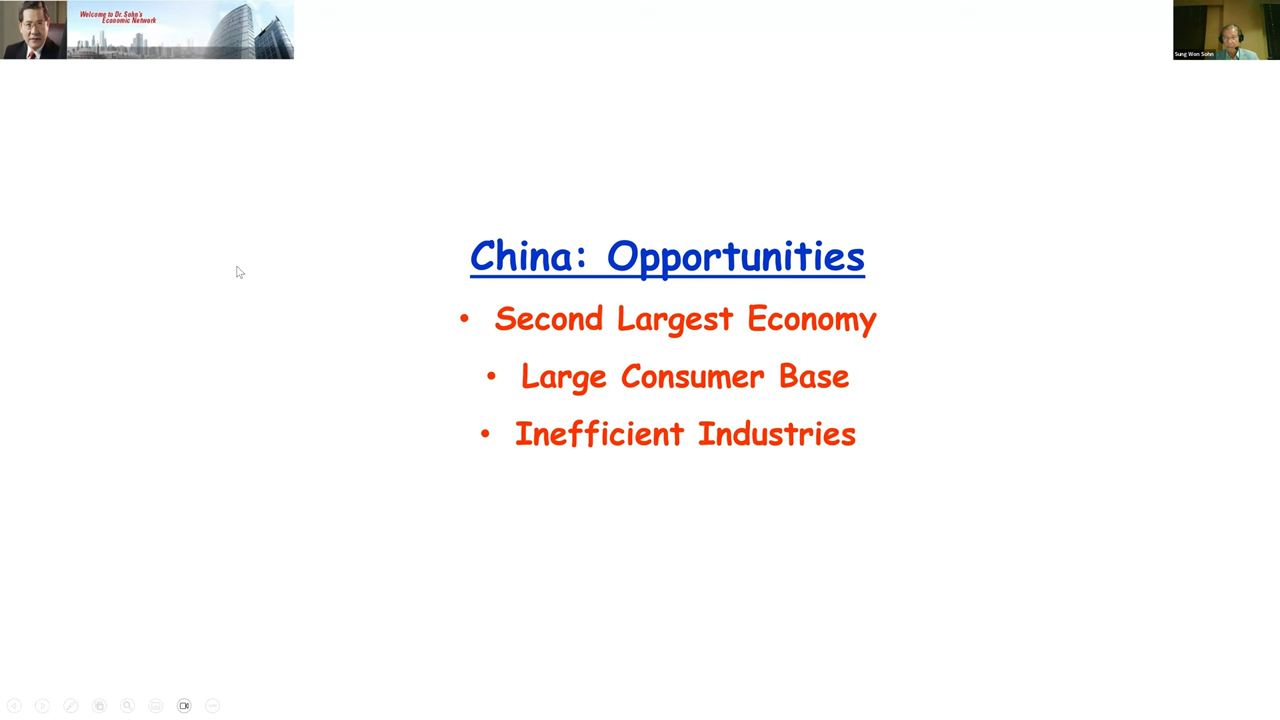 Welcome to Dr. Sohn's
Economic Network
Sung Won Sohn
China: Opportunities
• Second Largest Economy
• Large Consumer Base
• Inefficient Industries